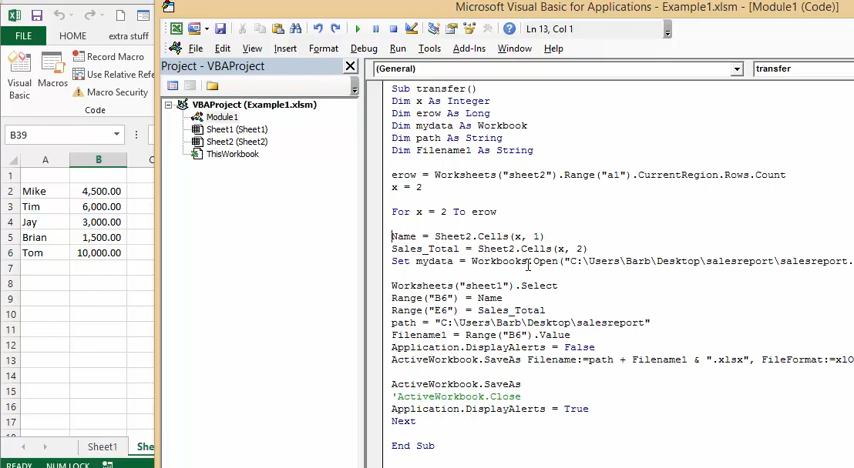 Microsoft Visual Basic for Applications - Example1.xlsm - [Module1 (Code)]
FILE HOME extra stuff
Ln 13, Col 1
File Edit View Insert Format Debug Run Tools Add-Ins Window Help
Visual Basic
Macros
Record Macro
Use Relative Refe
Macro Security
Code
B39
A B C
1
2 Mike 4,500.00
3 Tim 6,000.00
4 Jay 3,000.00
5 Brian 1,500.00
6 Tom 10,000.00
7
8
9
10
11
12
13
14
15
16
17
18
Sheet1 She
READY NUM LOCK
Project - VBAProject
VBAProject (Example1.xlsm)
Module1
Sheet1 (Sheet1)
Sheet2 (Sheet2)
ThisWorkbook
(General) transfer
Sub transfer()
Dim x As Integer
Dim erow As Long
Dim mydata As Workbook
Dim path As String
Dim Filename1 As String
erow = Worksheets("sheet2").Range("a1").CurrentRegion.Rows.Count
x = 2
For x = 2 To erow
Name = Sheet2.Cells(x, 1)
Sales_Total = Sheet2.Cells(x, 2)
Set mydata = Workbooks.Open("C:\Users\Barb\Desktop\salesreport\salesreport.
Worksheets("sheet1").Select
Range("B6") = Name
Range("E6") = Sales_Total
path = "C:\Users\Barb\Desktop\salesreport"
Filename1 = Range("B6").Value
Application.DisplayAlerts = False
ActiveWorkbook.SaveAs Filename:=path + Filename1 & ".xlsx", FileFormat:=xlO
ActiveWorkbook.SaveAs
'ActiveWorkbook.Close
Application.DisplayAlerts = True
Next
End Sub